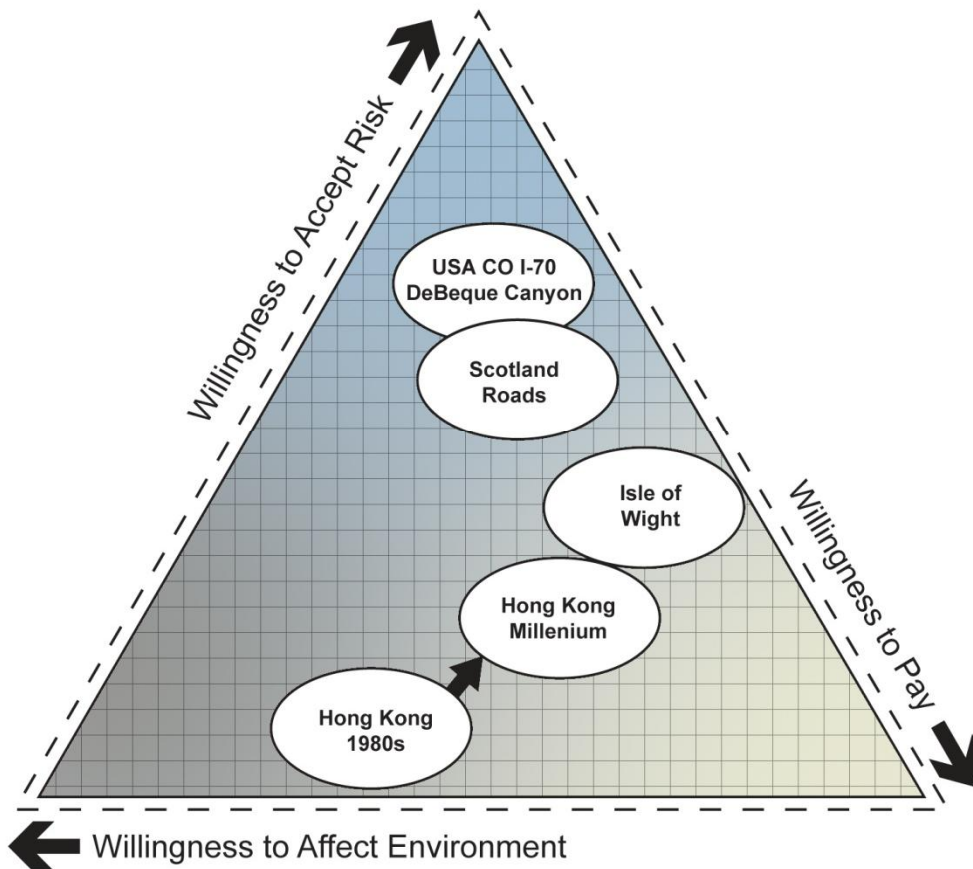 Willingness to Accept Risk
USA CO I-70
DeBeque Canyon
Scotland
Roads
Isle of
Wight
Willingness to Pay
Hong Kong
Millenium
Hong Kong
1980s
Willingness to Affect Environment